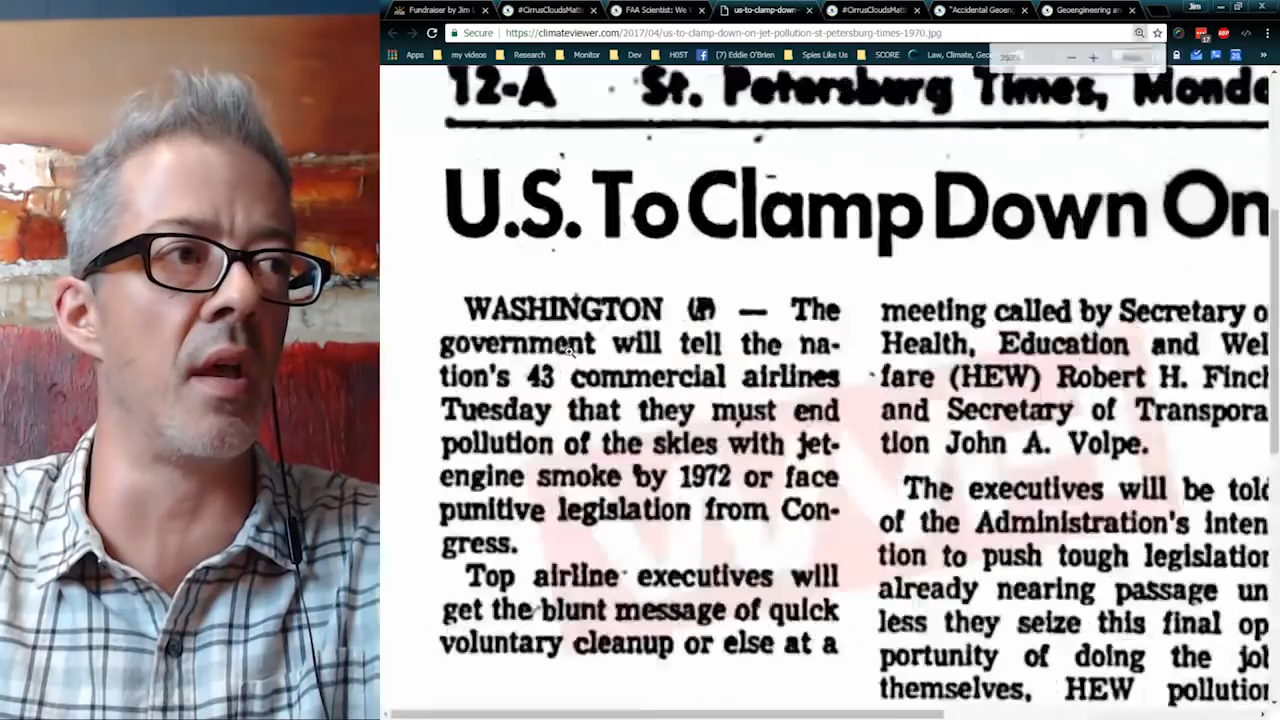 Fundraiser by Jim L
#CirrusCloudsMatt
FAA Scientist: We
us-to-clamp-down-
#CirrusCloudsMatt
"Accidental Geoeng
Geoengineering an
Jim
Secure
https://climateviewer.com/2017/04/us-to-clamp-down-on-jet-pollution-st-petersburg-times-1970.jpg
Apps
my videos
Research
Monitor
Dev
H05T
(7) Eddie O'Brien
Spies Like Us
SCORE
Law, Climate, Geo
12-A St. Petersburg Times, Monda
U.S. To Clamp Down On
WASHINGTON (AP) — The
government will tell the na-
tion's 43 commercial airlines
Tuesday that they must end
pollution of the skies with jet-
engine smoke by 1972 or face
punitive legislation from Con-
gress.
Top airline executives will
get the blunt message of quick
voluntary cleanup or else at a
meeting called by Secretary o
Health, Education and Wel
fare (HEW) Robert H. Finch
and Secretary of Transpora
tion John A. Volpe.
The executives will be told
of the Administration's inten
tion to push tough legislation
already nearing passage un
less they seize this final op
portunity of doing the job
themselves, HEW pollution